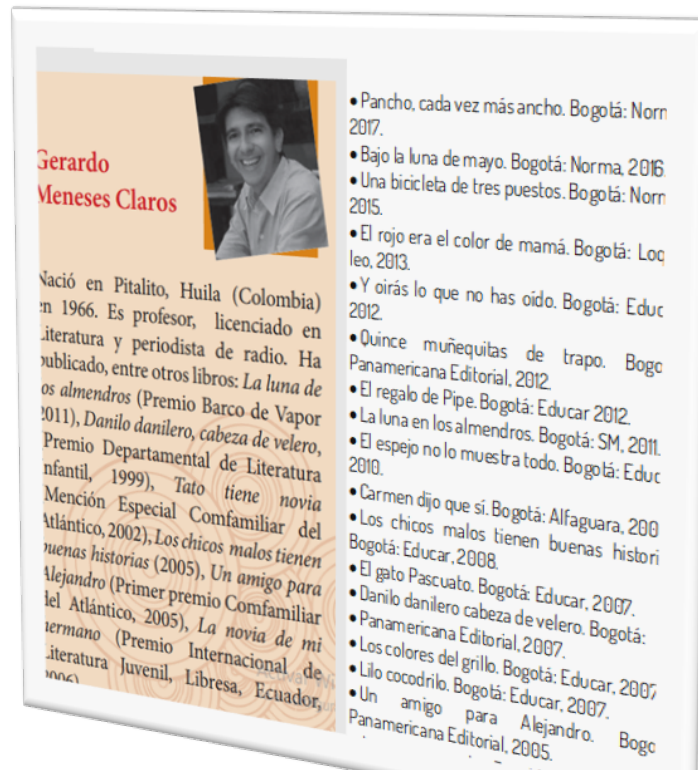 Gerardo
Meneses Claros
Nació en Pitalito, Huila (Colombia)
en 1966. Es profesor, licenciado en
Literatura y periodista de radio. Ha
publicado, entre otros libros: La luna de
los almendros (Premio Barco de Vapor
2011), Danilo danilero, cabeza de velero,
(Premio Departamental de Literatura
Infantil, 1999), Tato tiene novia
(Mención Especial Comfamiliar del
Atlántico, 2002), Los chicos malos tienen
buenas historias (2005), Un amigo para
Alejandro (Primer premio Comfamiliar
del Atlántico, 2005), La novia de mi
hermano (Premio Internacional de
Literatura Juvenil, Libresa, Ecuador,
2006)
• Pancho, cada vez más ancho. Bogotá: Norm
2017.
• Bajo la luna de mayo. Bogotá: Norma, 2016.
• Una bicicleta de tres puestos. Bogotá: Norm
2015.
• El rojo era el color de mamá. Bogotá: Loq
leo, 2013.
• Y oirás lo que no has oído. Bogotá: Educ
2012.
• Quince muñequitas de trapo. Bogo
Panamericana Editorial, 2012.
• El regalo de Pipe. Bogotá: Educar 2012.
• La luna en los almendros. Bogotá: SM, 2011.
• El espejo no lo muestra todo. Bogotá: Educ
2010.
• Carmen dijo que sí. Bogotá: Alfaguara, 200
• Los chicos malos tienen buenas histori
Bogotá: Educar, 2008.
• El gato Pascuato. Bogotá: Educar, 2007.
• Danilo danilero cabeza de velero. Bogotá:
• Panamericana Editorial, 2007.
• Los colores del grillo. Bogotá: Educar, 2007
• Lilo cocodrilo. Bogotá: Educar, 2007.
• Un amigo para Alejandro. Bogo
Panamericana Editorial, 2005.